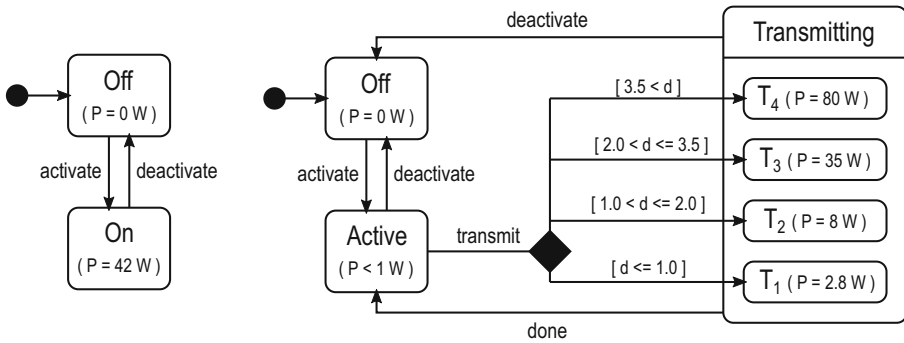 Off
( P = 0 W )
activate
deactivate
On
( P = 42 W )
deactivate
Off
( P = 0 W )
activate
deactivate
Active
( P < 1 W )
transmit
[ 3.5 < d ]
[ 2.0 < d <= 3.5 ]
[ 1.0 < d <= 2.0 ]
[ d <= 1.0 ]
done
Transmitting
T4 ( P = 80 W )
T3 ( P = 35 W )
T2 ( P = 8 W )
T1 ( P = 2.8 W )